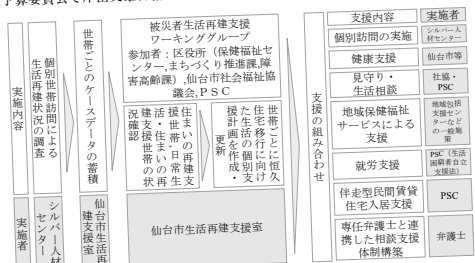 実施内容
個別世帯訪問による
生活再建状況の調査
世帯ごとのケースデータの蓄積
被災者生活再建支援
ワーキンググループ
参加者：区役所（保健福祉セ
ンター,まちづくり推進課,障
害高齢課）,仙台市社会福祉協
議会,ＰＳＣ
住まいの再建支
援世帯,日常生
活・住まいの再
建支援世帯の状
況確認
世帯ごとに恒久
住宅移行に向け
た生活の個別支
援計画を作成・
更新
支援の組み合わせ
支援内容
実施者
個別訪問の実施
シルバー人
材センター
健康支援
仙台市等
見守り・
生活相談
社協・
PSC
地域保健福祉
サービスによる
支援
地域包括
支援セン
ターなど
の一般施
策
就労支援
PSC（生活
困窮者自立
支援法）
伴走型民間賃貸
住宅入居支援
PSC
専任弁護士と連
携した相談支援
体制構築
弁護士
実施者
シルバー人材
センター
仙台市生活再
建支援室
仙台市生活再建支援室